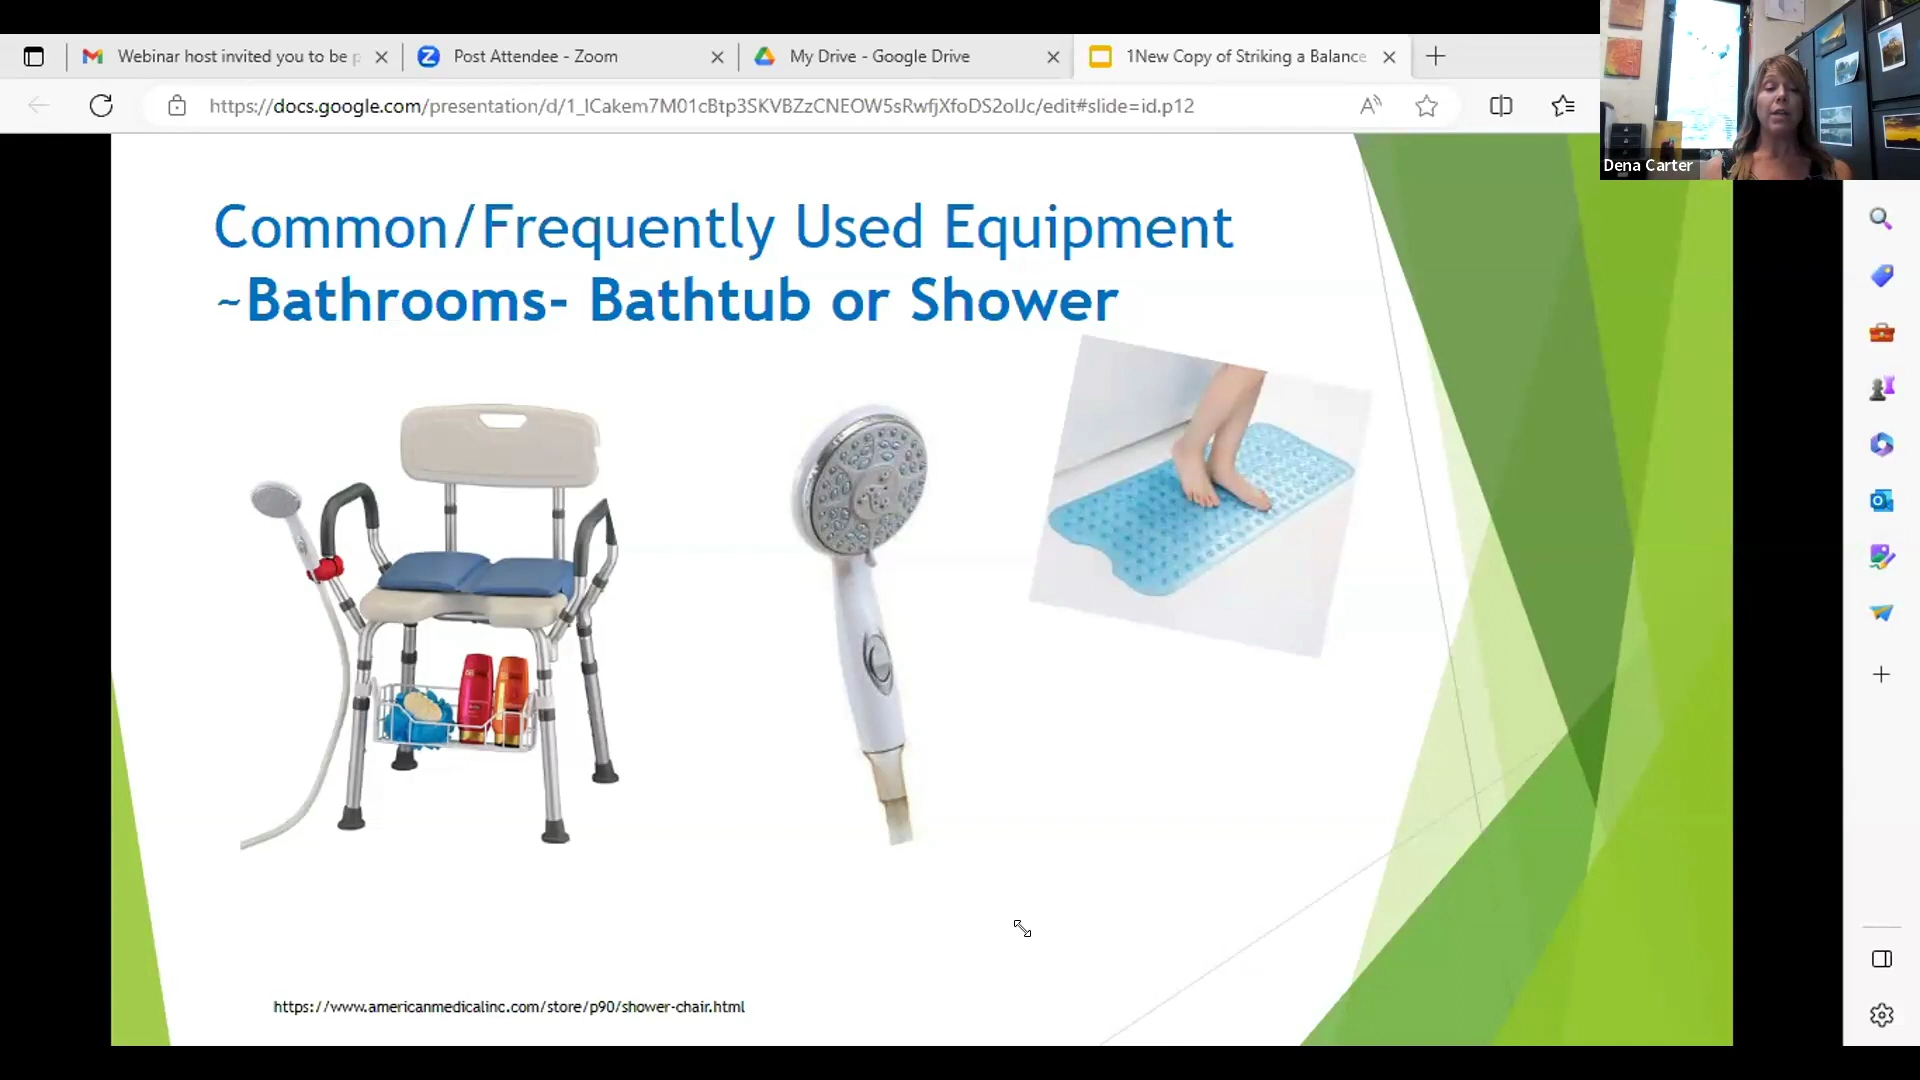 Webinar host invited you to be p
Post Attendee - Zoom
My Drive - Google Drive
1New Copy of Striking a Balance
https://docs.google.com/presentation/d/1_lCakem7M01cBtp3SKVBZzCNEOW5sRwfjXfoDS2olJc/edit#slide=id.p12
Dena Carter
Common/Frequently Used Equipment
~Bathrooms- Bathtub or Shower
https://www.americanmedicalinc.com/store/p90/shower-chair.html